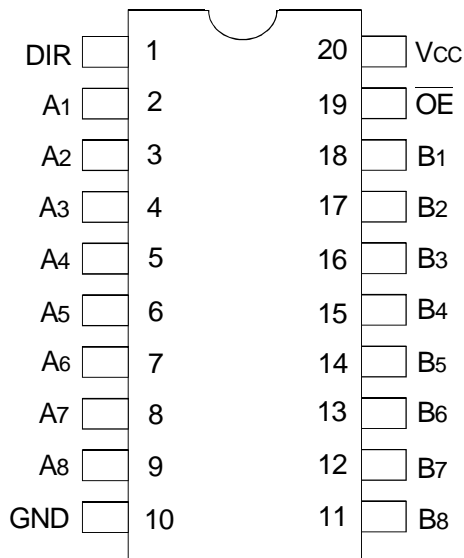 DIR 1 20 VCC
A1 2 19 OE
A2 3 18 B1
A3 4 17 B2
A4 5 16 B3
A5 6 15 B4
A6 7 14 B5
A7 8 13 B6
A8 9 12 B7
GND 10 11 B8